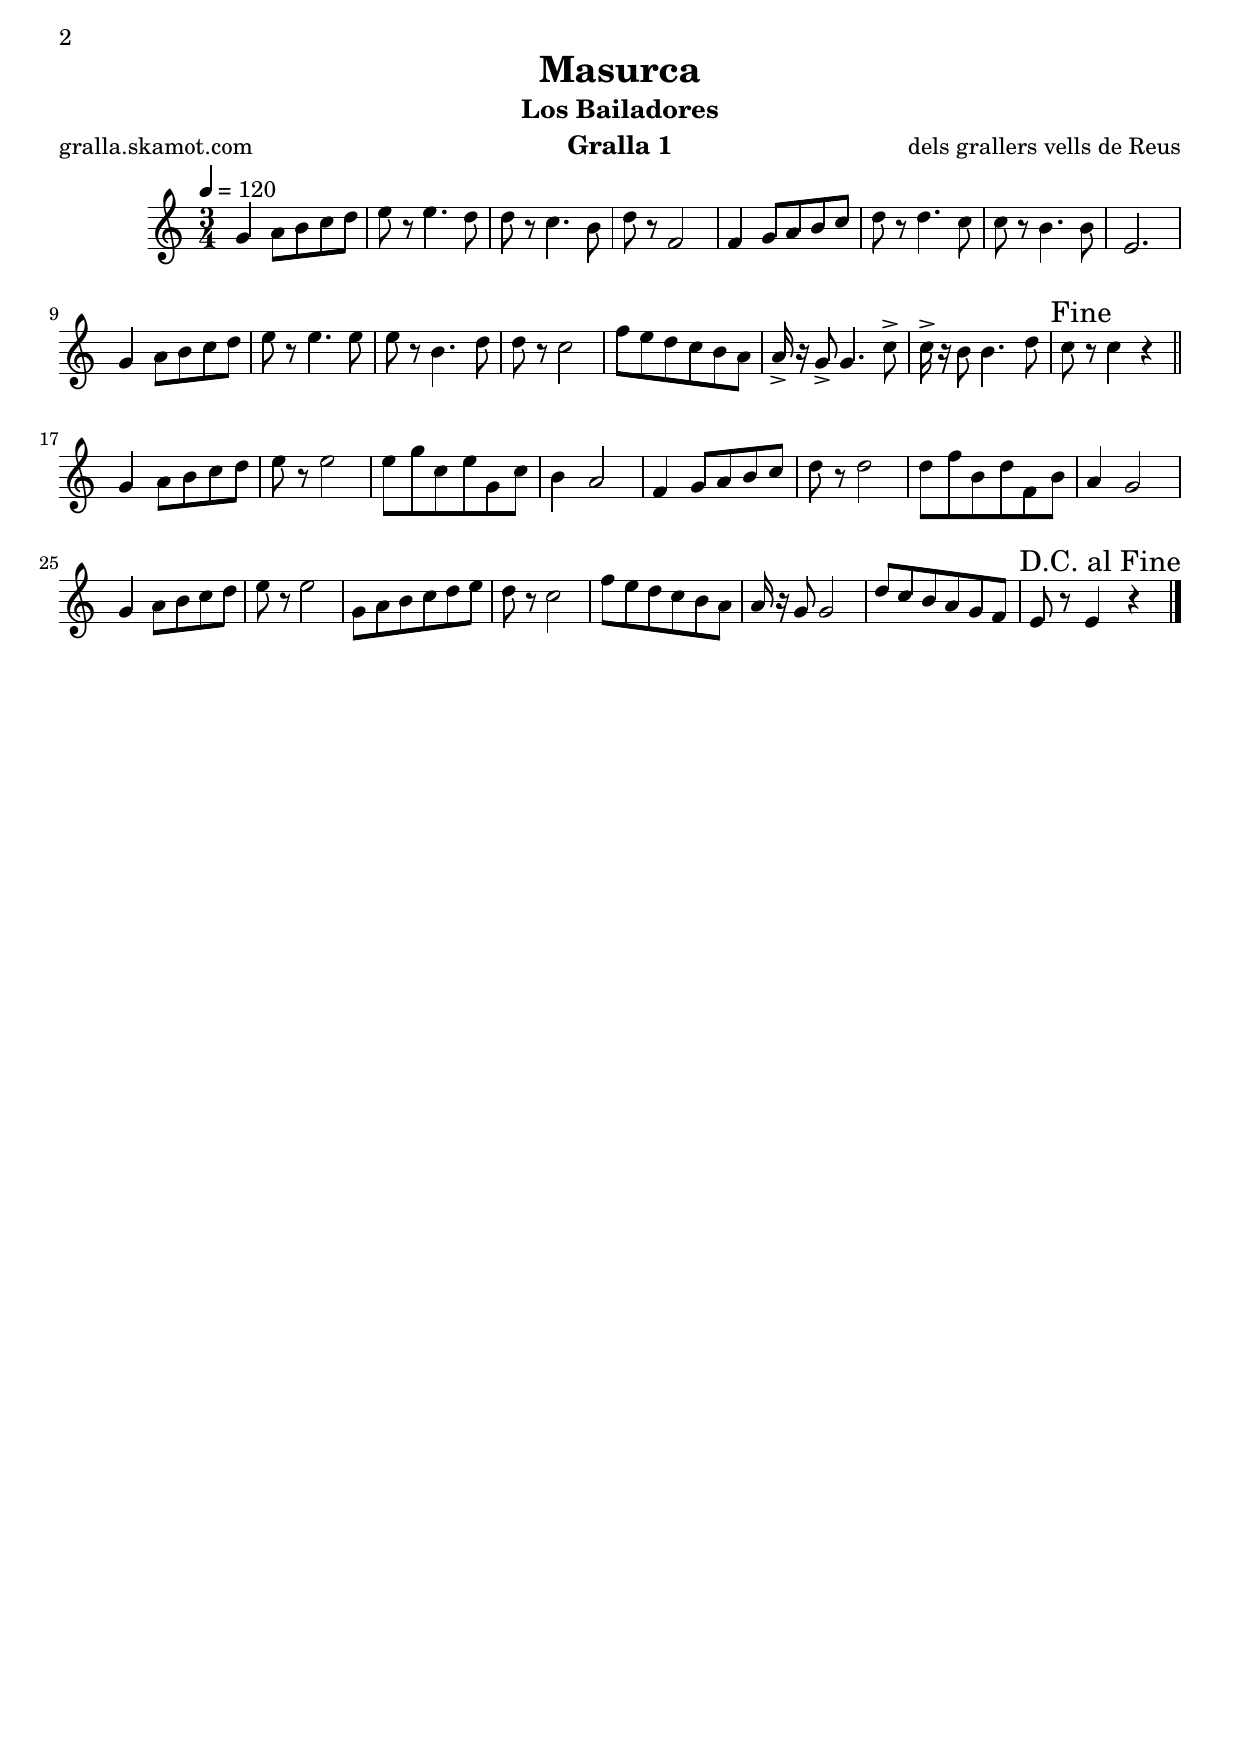 2
Masurca
Los Bailadores
gralla.skamot.com Gralla 1 dels grallers vells de Reus
= 120
3
4
9
Fine
17
25
D.C. al Fine